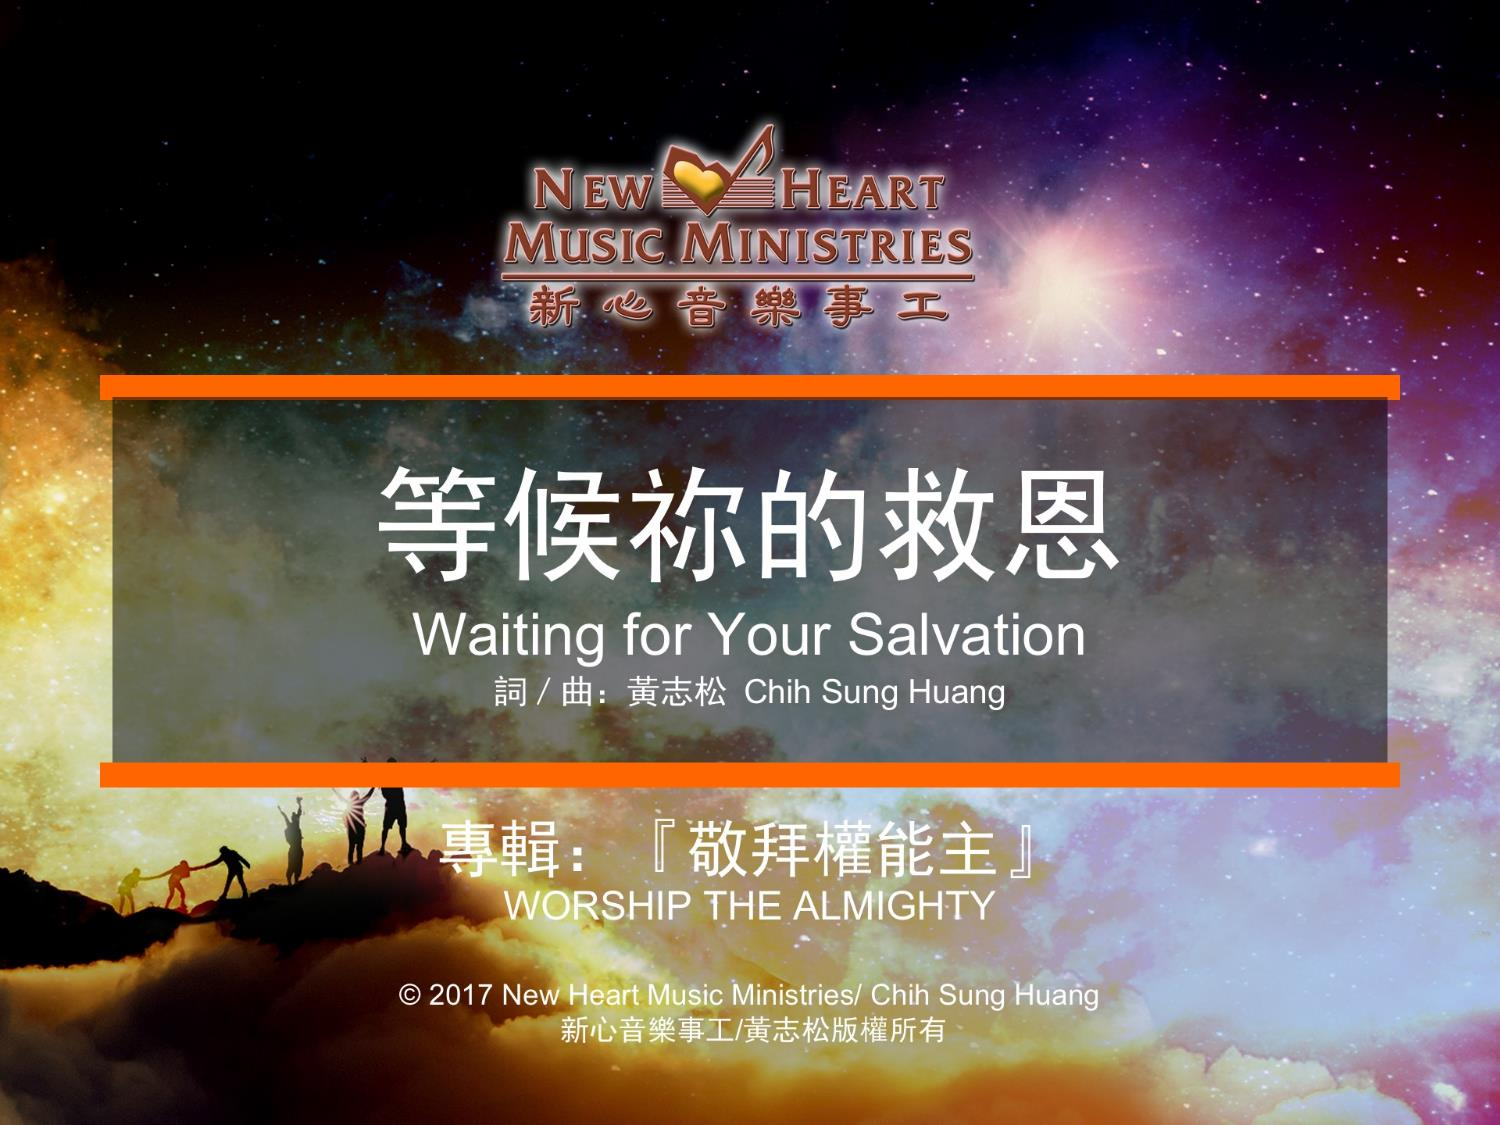 NEW HEART
MUSIC MINISTRIES
新心音樂事工
等候祢的救恩
Waiting for Your Salvation
詞 / 曲：黃志松 Chih Sung Huang
專輯：『敬拜權能主』
WORSHIP THE ALMIGHTY
© 2017 New Heart Music Ministries/ Chih Sung Huang
新心音樂事工/黃志松版權所有